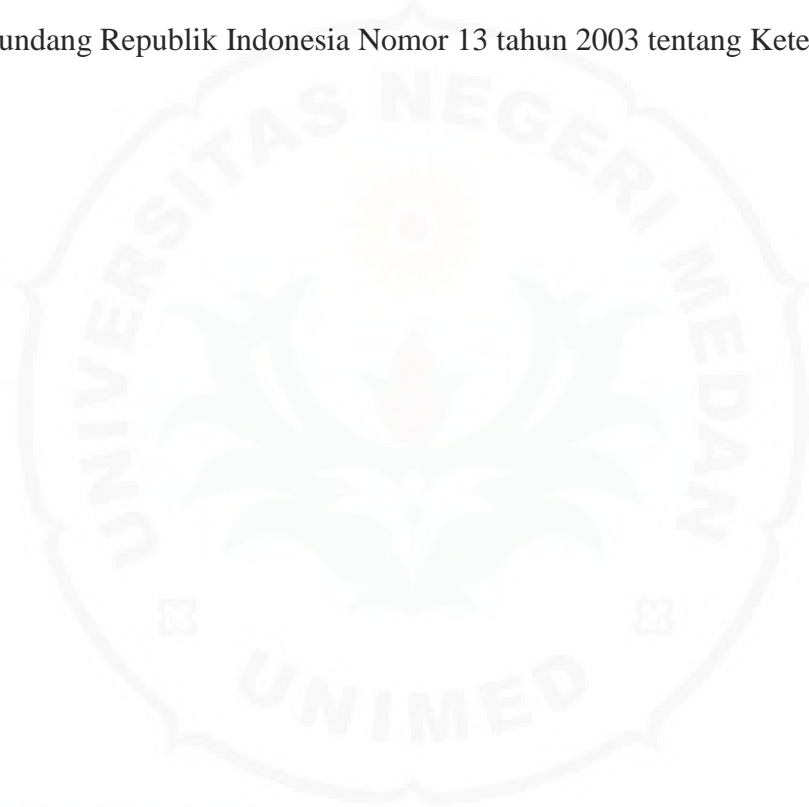 undang Republik Indonesia Nomor 13 tahun 2003 tentang Kete
UNIVERSITAS NEGERI MEDAN
UNIMED